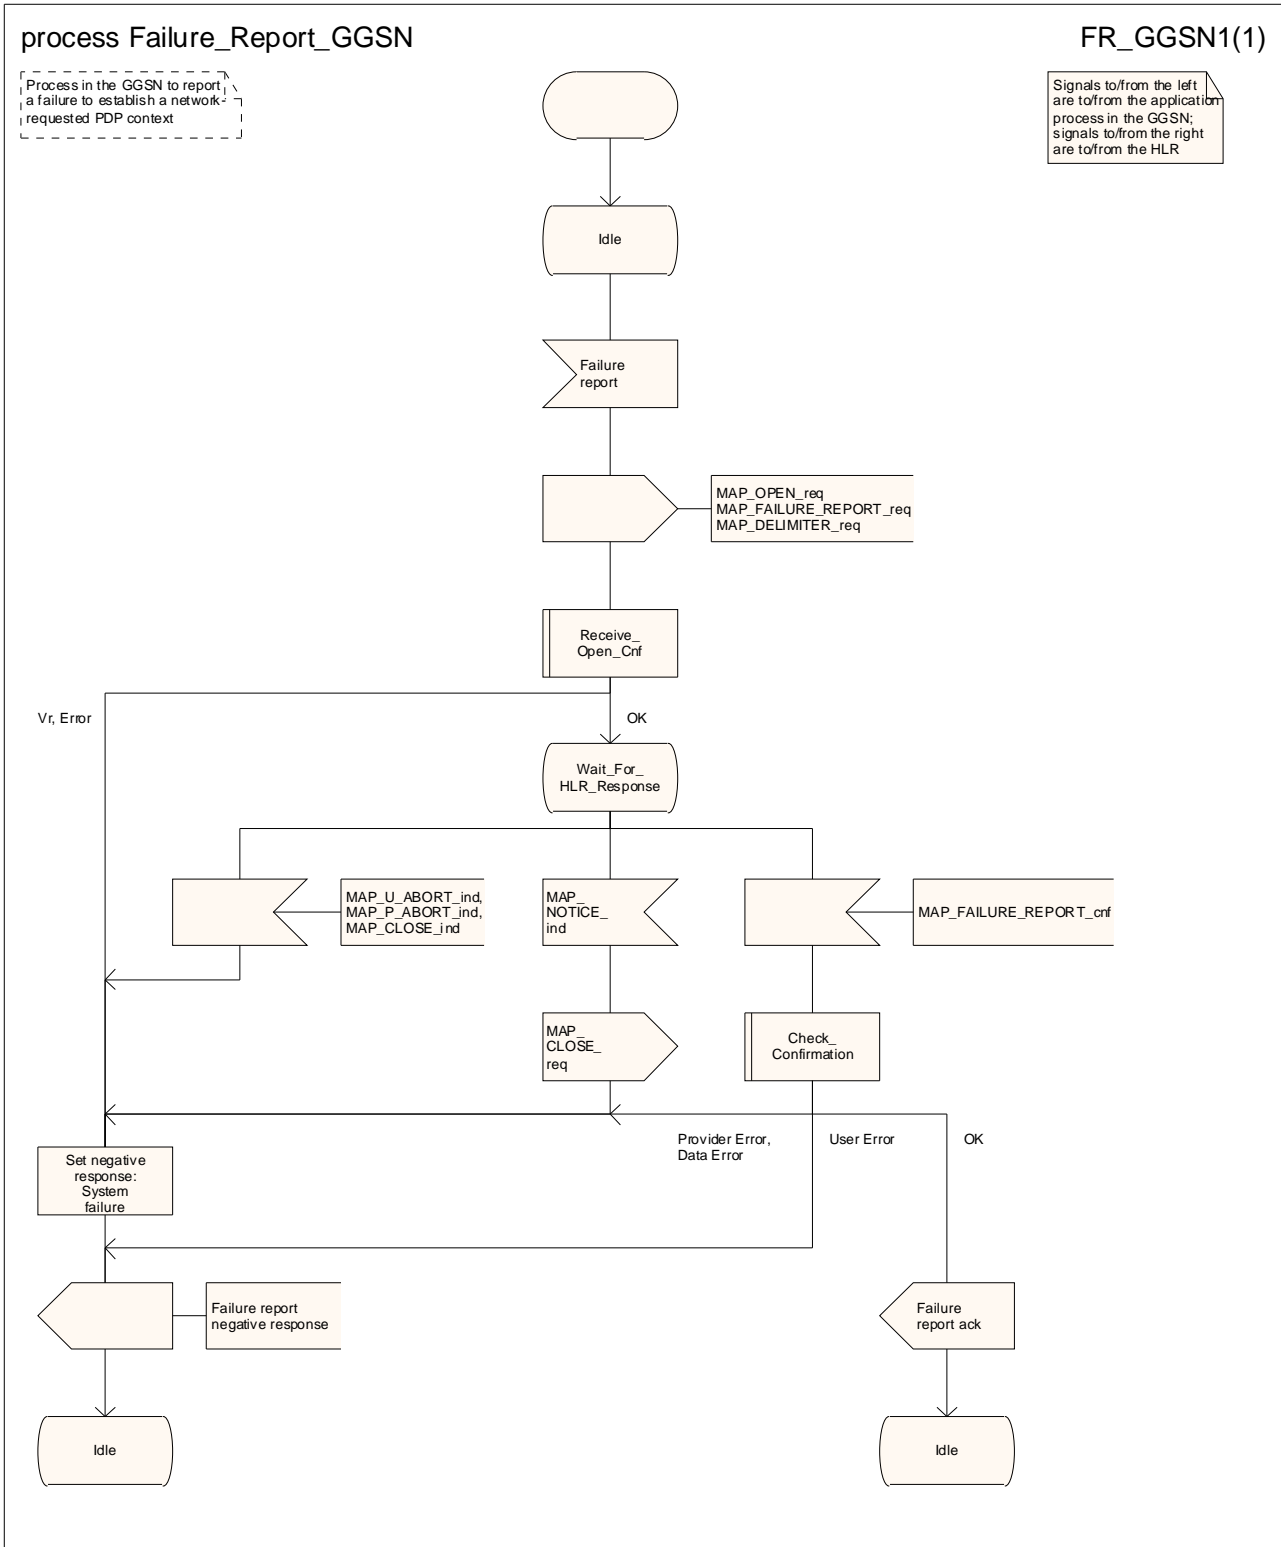 process Failure_Report_GGSN
FR_GGSN1(1)
Process in the GGSN to report
a failure to establish a network-
requested PDP context
Signals to/from the left
are to/from the application
process in the GGSN;
signals to/from the right
are to/from the HLR
Idle
Failure
report
MAP_OPEN_req
MAP_FAILURE_REPORT_req
MAP_DELIMITER_req
Receive_
Open_Cnf
Vr, Error
OK
Wait_For_
HLR_Response
MAP_U_ABORT_ind,
MAP_P_ABORT_ind,
MAP_CLOSE_ind
MAP_
NOTICE_
ind
MAP_FAILURE_REPORT_cnf
MAP_
CLOSE_
req
Check_
Confirmation
Provider Error,
Data Error
User Error
OK
Set negative
response:
System
failure
Failure report
negative response
Failure
report ack
Idle
Idle